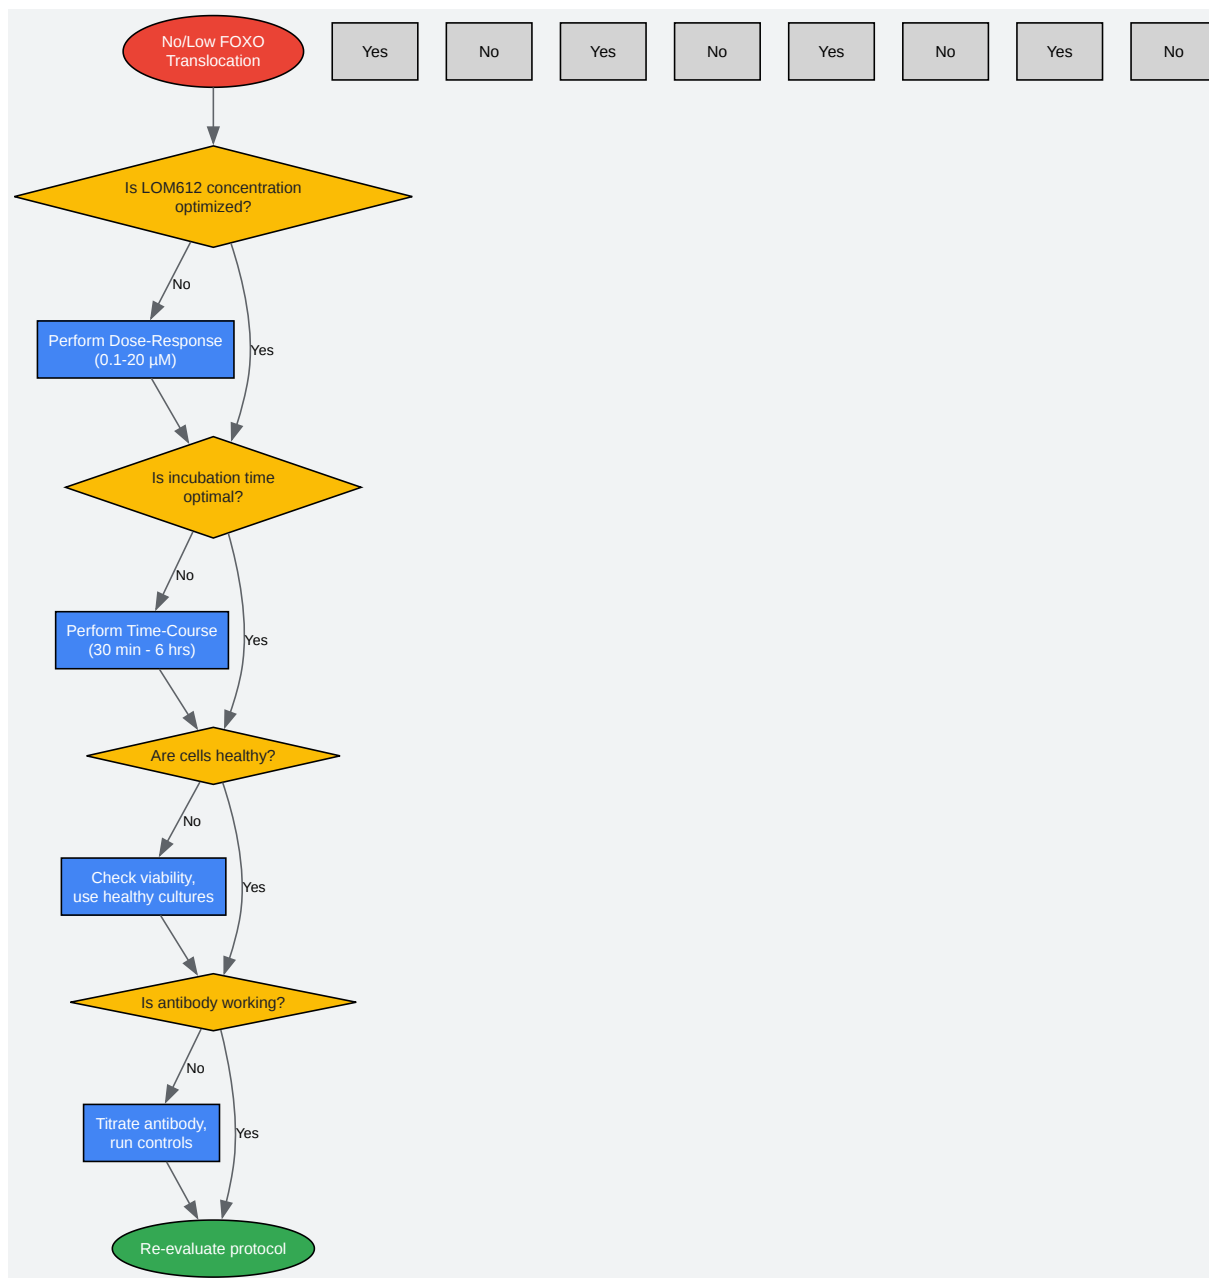 No/Low FOXO
Translocation
Yes
No
Yes
No
Yes
No
Yes
No
Is LOM612 concentration
optimized?
No
Perform Dose-Response
(0.1-20 µM)
Yes
Is incubation time
optimal?
No
Perform Time-Course
(30 min - 6 hrs)
Yes
Are cells healthy?
No
Check viability,
use healthy cultures
Yes
Is antibody working?
No
Titrate antibody,
run controls
Yes
Re-evaluate protocol